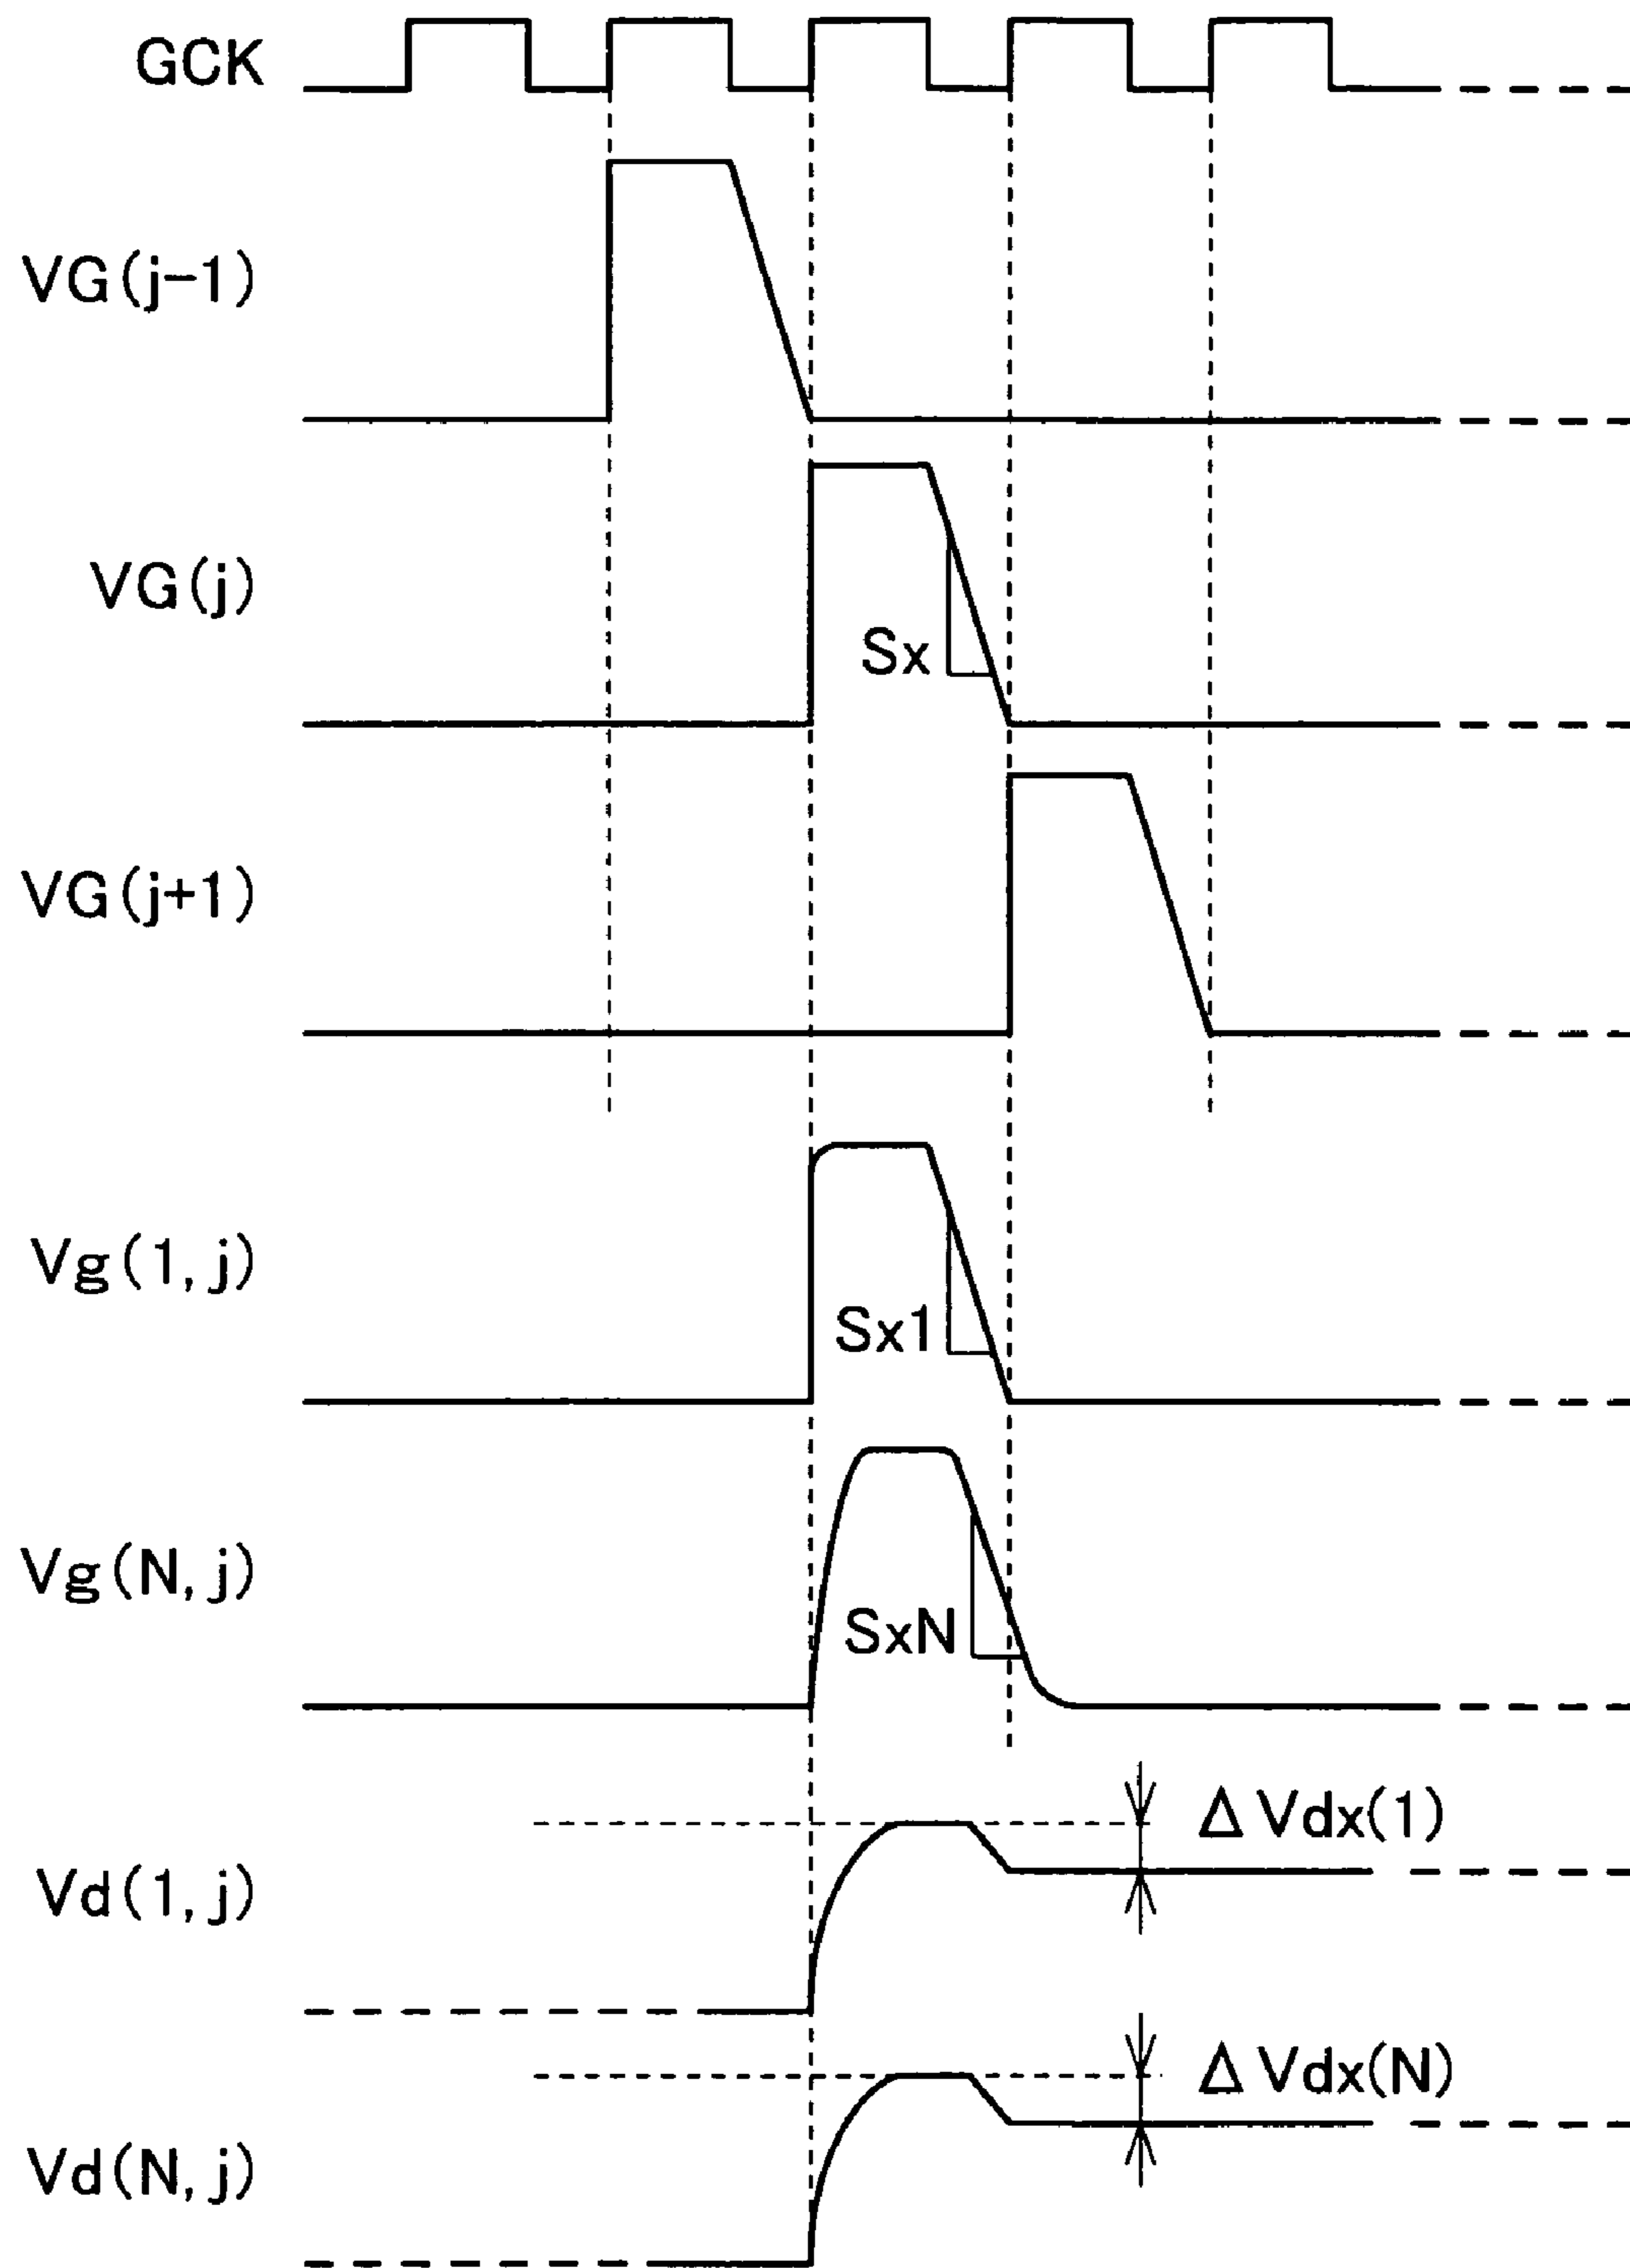 GCK
VG(j-1)
VG(j)
Sx
VG(j+1)
Vg(1,j)
Sx1
Vg(N,j)
SxN
ΔVdx(1)
Vd(1,j)
ΔVdx(N)
Vd(N,j)